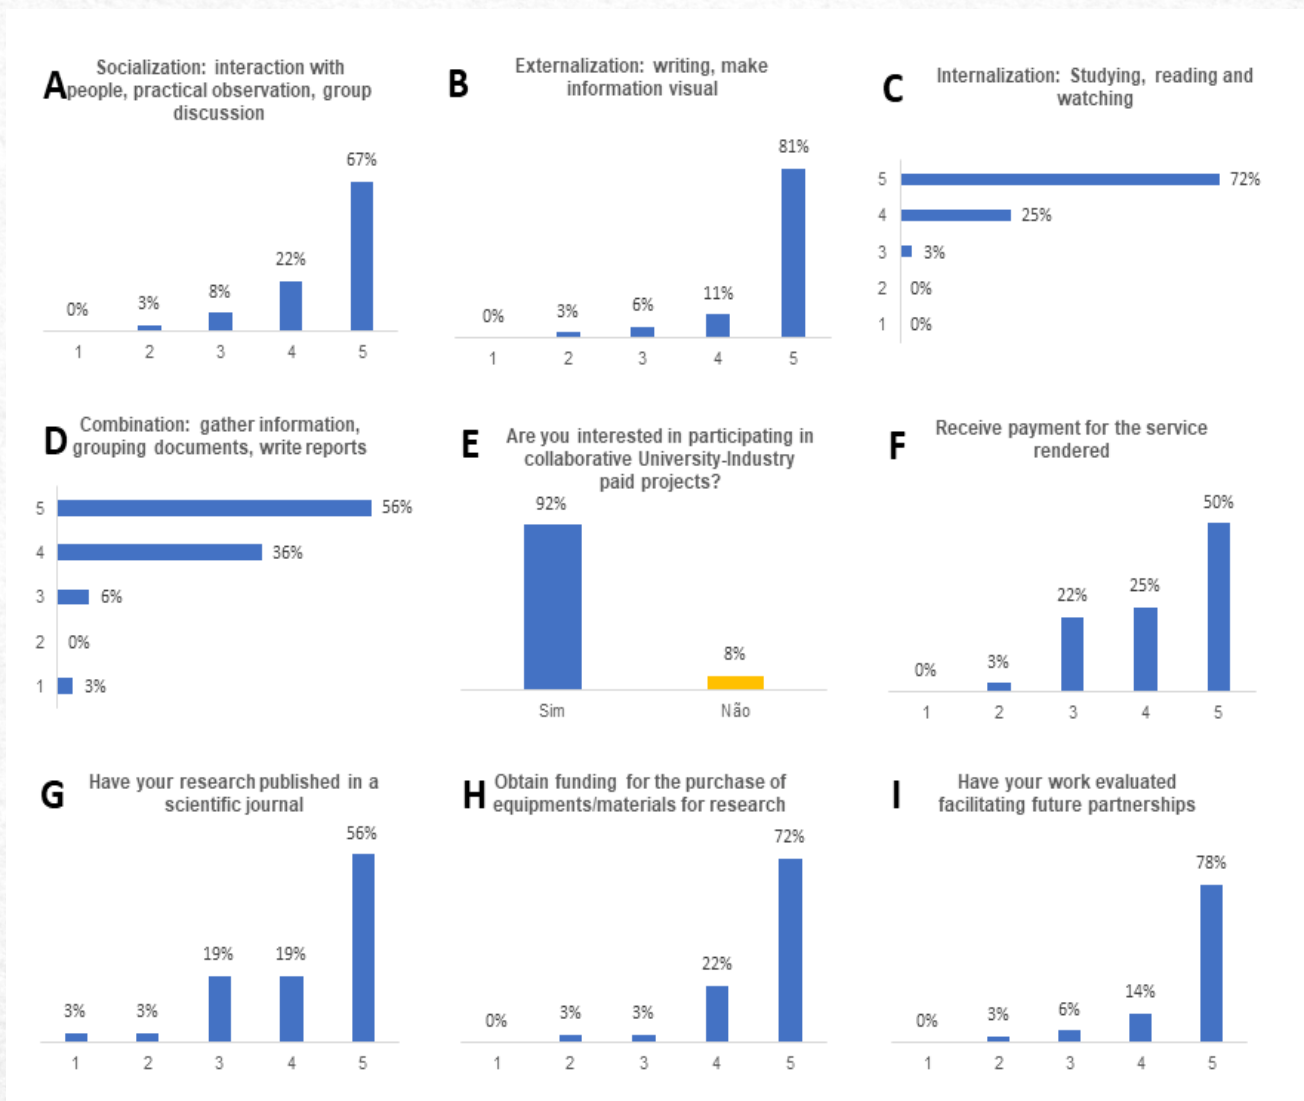 A
Socialization: interaction with
people, practical observation, group
discussion
67%
22%
8%
3%
0%
1 2 3 4 5
B
Externalization: writing, make
information visual
81%
11%
6%
3%
0%
1 2 3 4 5
C
Internalization: Studying, reading and
watching
5 72%
4 25%
3 3%
2 0%
1 0%
D
Combination: gather information,
grouping documents, write reports
5 56%
4 36%
3 6%
2 0%
1 3%
E
Are you interested in participating in
collaborative University-Industry
paid projects?
92%
8%
Sim Não
F
Receive payment for the service
rendered
50%
25%
22%
3%
0%
1 2 3 4 5
G
Have your research published in a
scientific journal
56%
19% 19%
3% 3%
1 2 3 4 5
H
Obtain funding for the purchase of
equipments/materials for research
72%
22%
3% 3%
0%
1 2 3 4 5
I
Have your work evaluated
facilitating future partnerships
78%
14%
6%
3%
0%
1 2 3 4 5